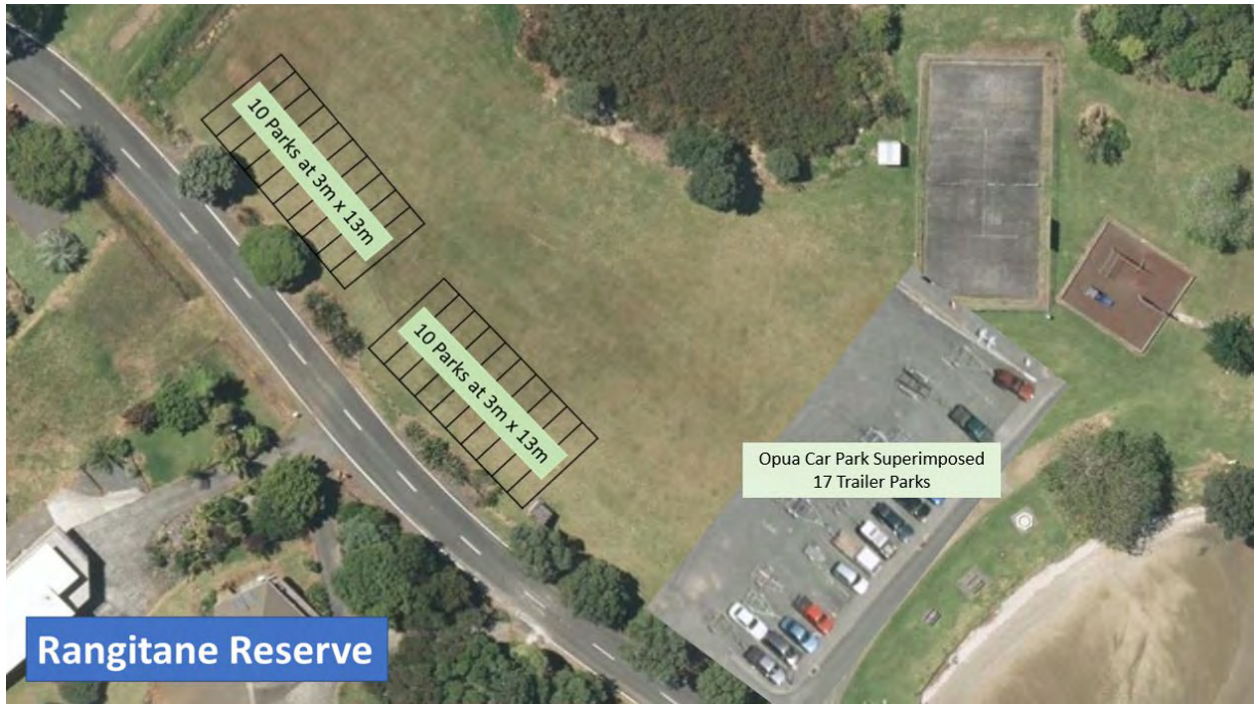 10 Parks at 3m x 13m
10 Parks at 3m x 13m
Opua Car Park Superimposed
17 Trailer Parks
Rangitane Reserve